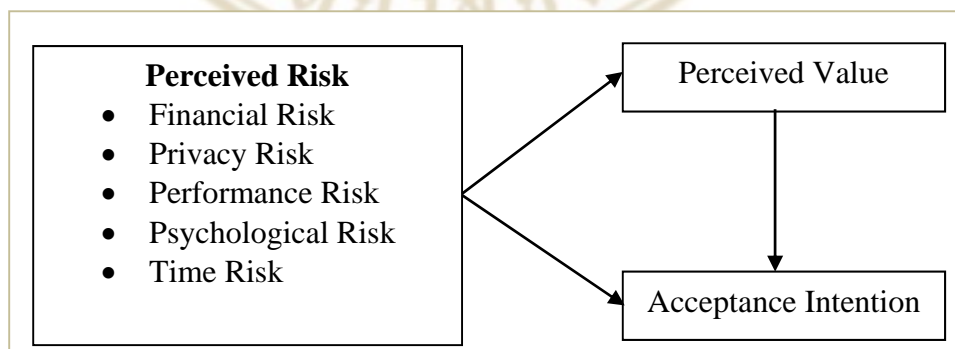 Perceived Risk
• Financial Risk
• Privacy Risk
• Performance Risk
• Psychological Risk
• Time Risk
Perceived Value
Acceptance Intention